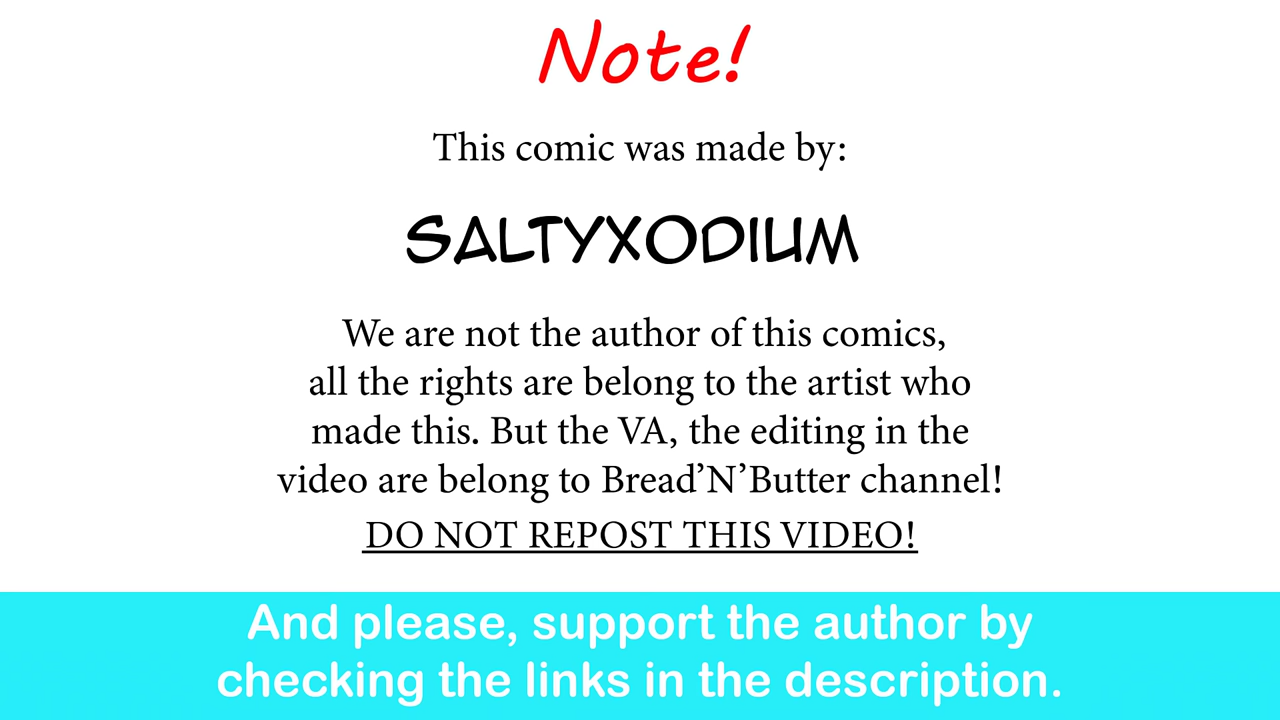 Note!
This comic was made by:
SALTYXODIUM
We are not the author of this comics,
all the rights are belong to the artist who
made this. But the VA, the editing in the
video are belong to Bread’N’Butter channel!
DO NOT REPOST THIS VIDEO!
And please, support the author by
checking the links in the description.